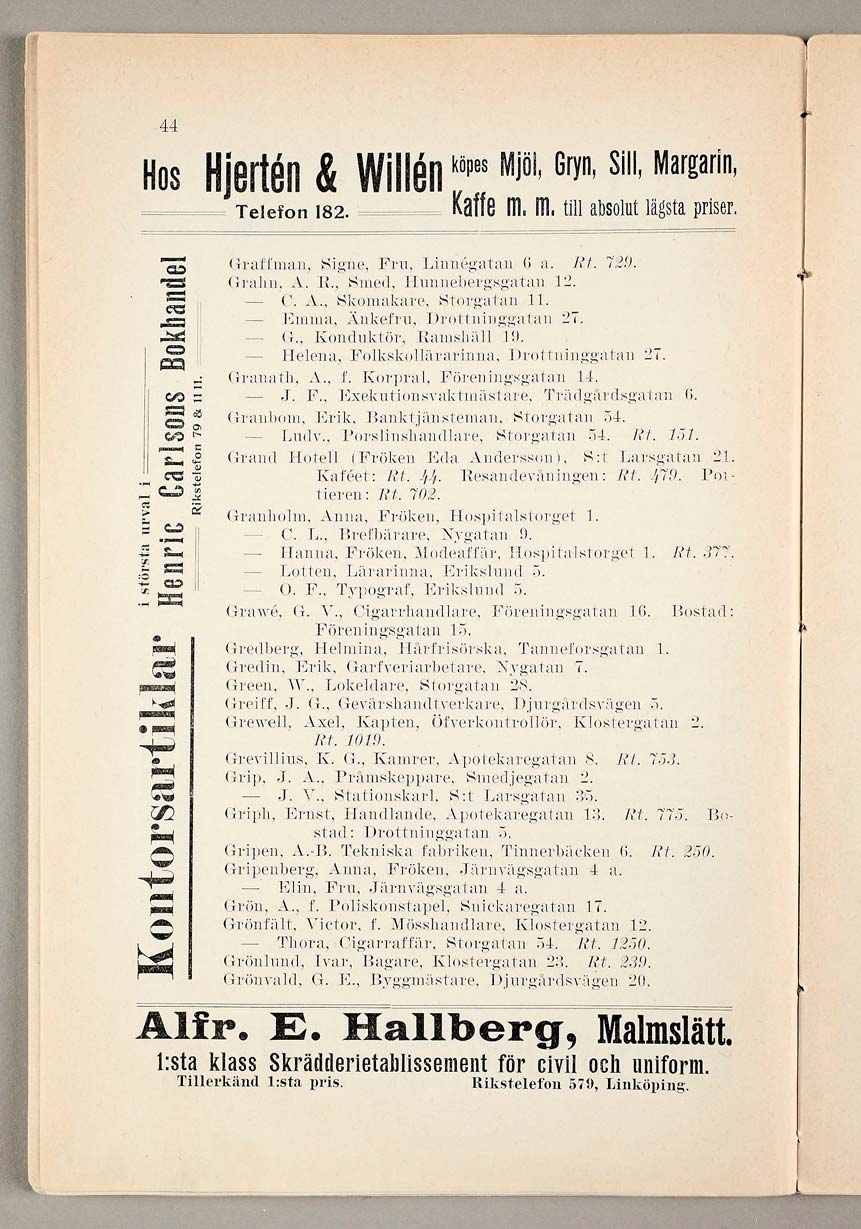 44
Hos Hjertén & Willén köpes Mjöl, Gryn, Sill, Margarin,
Telefon 182. Kaffe m. m. till absolut lägsta priser.
Kontorsartiklar i största urval i
Henric Carlsons Bokhandel
Rikstelefon 79 & 1111.
Graffman, Signe, Fru, Linnégatan 6 a. Rt. 729.
Grahn, A. R., Smed, Hunnebergsgatan 12.
— C. A., Skomakare, Storgatan 11.
— Emma, Änkefru, Drottninggatan 27.
— G., Konduktör, Ramshäll 19.
— Helena, Folkskollärarinna, Drottninggatan 27.
Granath, A., f. Korpral, Föreningsgatan 14.
— J. F., Exekutionsvaktmästare, Trädgårdsgatan 6.
Granbom, Erik, Banktjänsteman, Storgatan 54.
— Ludv., Porslinshandlare, Storgatan 54. Rt. 151.
Grand Hotell (Fröken Eda Andersson), S:t Larsgatan 21.
Kaféet: Rt. 44. Resandevåningen: Rt. 479. Por-
tieren: Rt. 702.
Granholm, Anna, Fröken, Hospitalstorget 1.
— C. L., Brefbärare, Nygatan 9.
— Hanna, Fröken, Modeaffär, Hospitalstorget 1. Rt. 377.
— Lotten, Lärarinna, Erikslund 5.
— O. F., Typograf, Erikslund 5.
Grawé, G. V., Cigarrhandlare, Föreningsgatan 16. Bostad:
Föreningsgatan 15.
Gredberg, Helmina, Hårfrisörska, Tanneforsgatan 1.
Gredin, Erik, Garfveriarbetare, Nygatan 7.
Green, W., Lokeldare, Storgatan 28.
Greiff, J. G., Gevärshandtverkare, Djurgårdsvägen 5.
Grewell, Axel, Kapten, Öfverkontrollör, Klostergatan 2.
Rt. 1019.
Grevillius, K. G., Kamrer, Apotekaregatan 8. Rt. 753.
Grip, J. A., Pråmskeppare, Smedjegatan 2.
— J. V., Stationskarl, S:t Larsgatan 35.
Griph, Ernst, Handlande, Apotekaregatan 13. Rt. 775. Bo-
stad: Drottninggatan 5.
Gripen, A.-B. Tekniska fabriken, Tinnerbäcken 6. Rt. 250.
Gripenberg, Anna, Fröken, Järnvägsgatan 4 a.
— Elin, Fru, Järnvägsgatan 4 a.
Grön, A., f. Poliskonstapel, Snickaregatan 17.
Grönfält, Victor, f. Mösshandlare, Klostergatan 12.
— Thora, Cigarraffär, Storgatan 54. Rt. 1250.
Grönlund, Ivar, Bagare, Klostergatan 23. Rt. 239.
Grönvald, G. E., Byggmästare, Djurgårdsvägen 20.
Alfr. E. Hallberg, Malmslätt.
1:sta klass Skrädderietablissement för civil och uniform.
Tillerkänd 1:sta pris. Rikstelefon 579, Linköping.